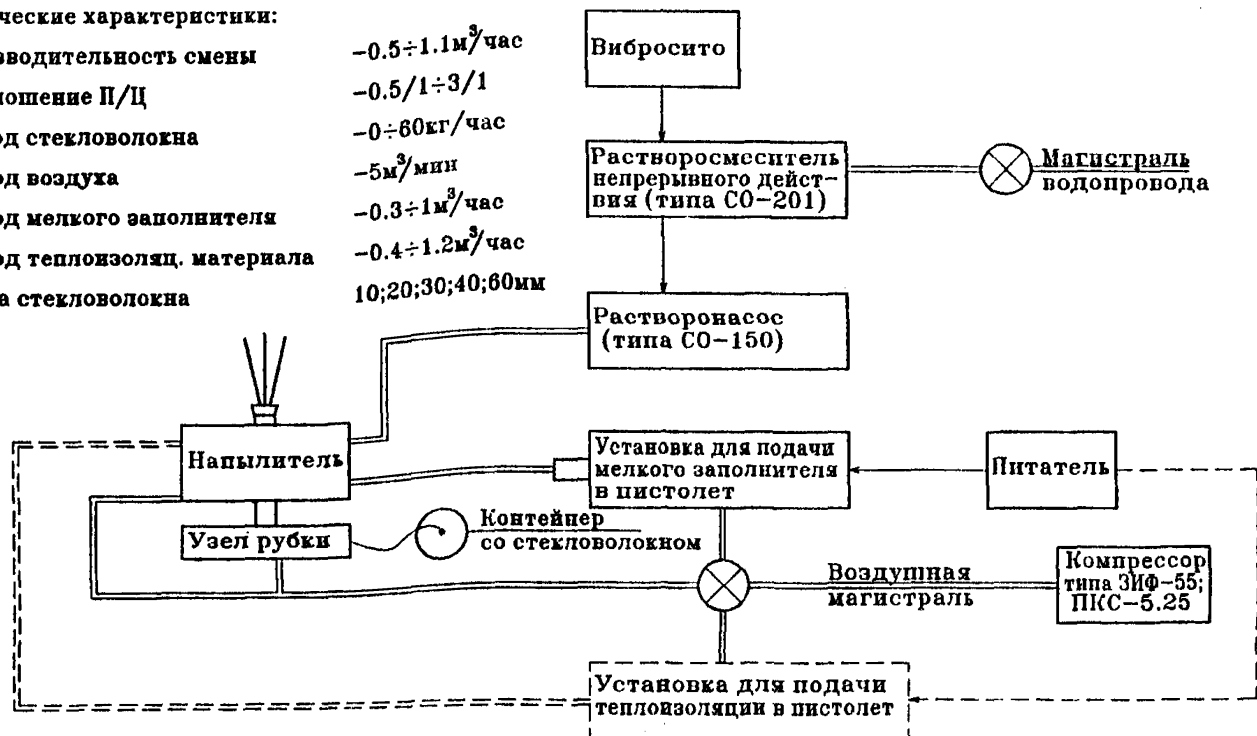 ческие характеристики:
зводительность смены -0.5÷1.1м³/час
ношение П/Ц -0.5/1÷3/1
од стекловолокна -0÷60кг/час
од воздуха -5м³/мин
од мелкого заполнителя -0.3÷1м³/час
од теплоизоляц. материала -0.4÷1.2м³/час
а стекловолокна 10;20;30;40;60мм
Вибросито
Растворосмеситель
непрерывного дейст-
вия (типа СО-201)
Магистраль
водопровода
Растворонасос
(типа СО-150)
Напылитель
Установка для подачи
мелкого заполнителя
в пистолет
Питатель
Узел рубки
Контейнер
со стекловолокном
Воздушная
магистраль
Компрессор
типа ЗИФ-55;
ПКС-5.25
Установка для подачи
теплоизоляции в пистолет